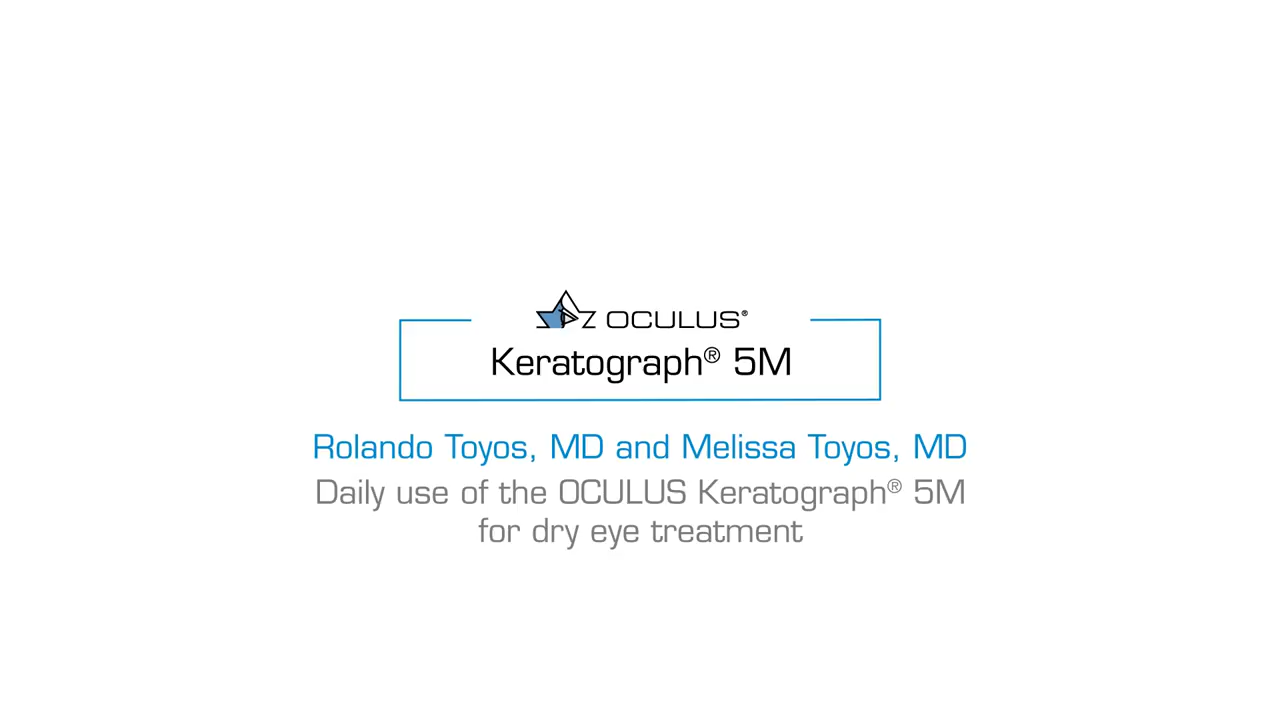 OCULUS®
Keratograph® 5M
Rolando Toyos, MD and Melissa Toyos, MD
Daily use of the OCULUS Keratograph® 5M
for dry eye treatment